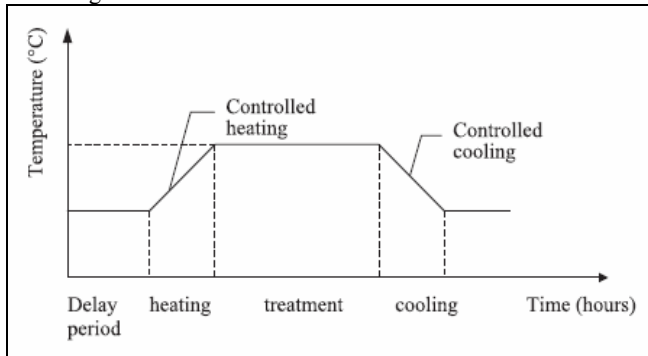 Temperature (°C)
Controlled
heating
Controlled
cooling
Delay
period
heating
treatment
cooling
Time (hours)